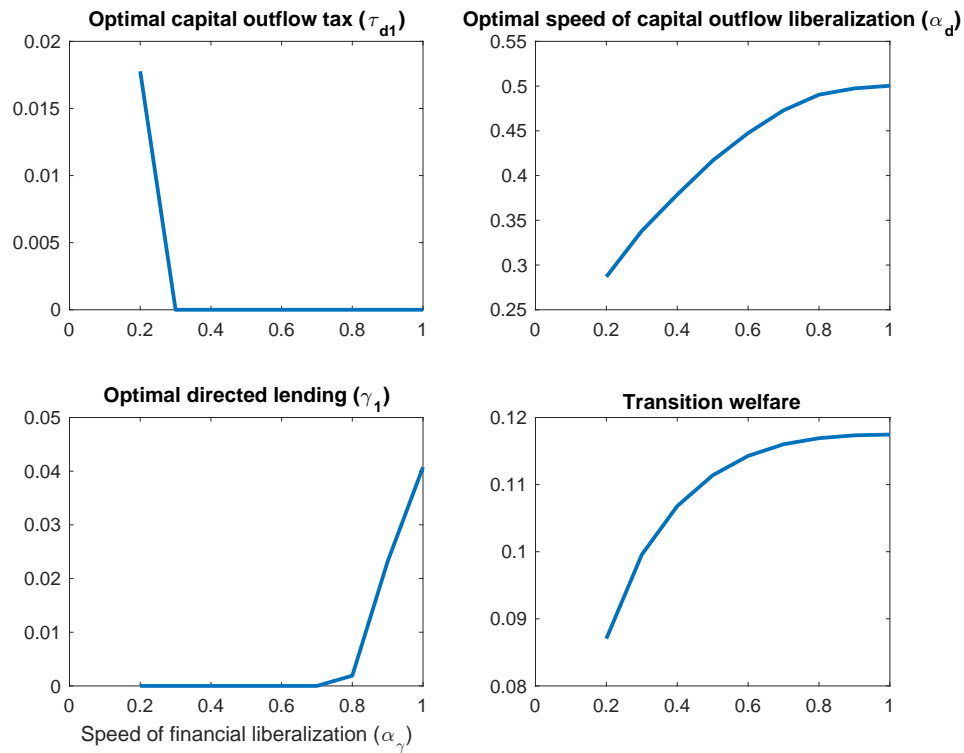 Optimal capital outflow tax (τd1)
0.02
0.015
0.01
0.005
0
0 0.2 0.4 0.6 0.8 1
Optimal speed of capital outflow liberalization (αd)
0.55
0.5
0.45
0.4
0.35
0.3
0.25
0 0.2 0.4 0.6 0.8 1
Optimal directed lending (γ1)
0.05
0.04
0.03
0.02
0.01
0
0 0.2 0.4 0.6 0.8 1
Speed of financial liberalization (αγ)
Transition welfare
0.12
0.11
0.1
0.09
0.08
0 0.2 0.4 0.6 0.8 1